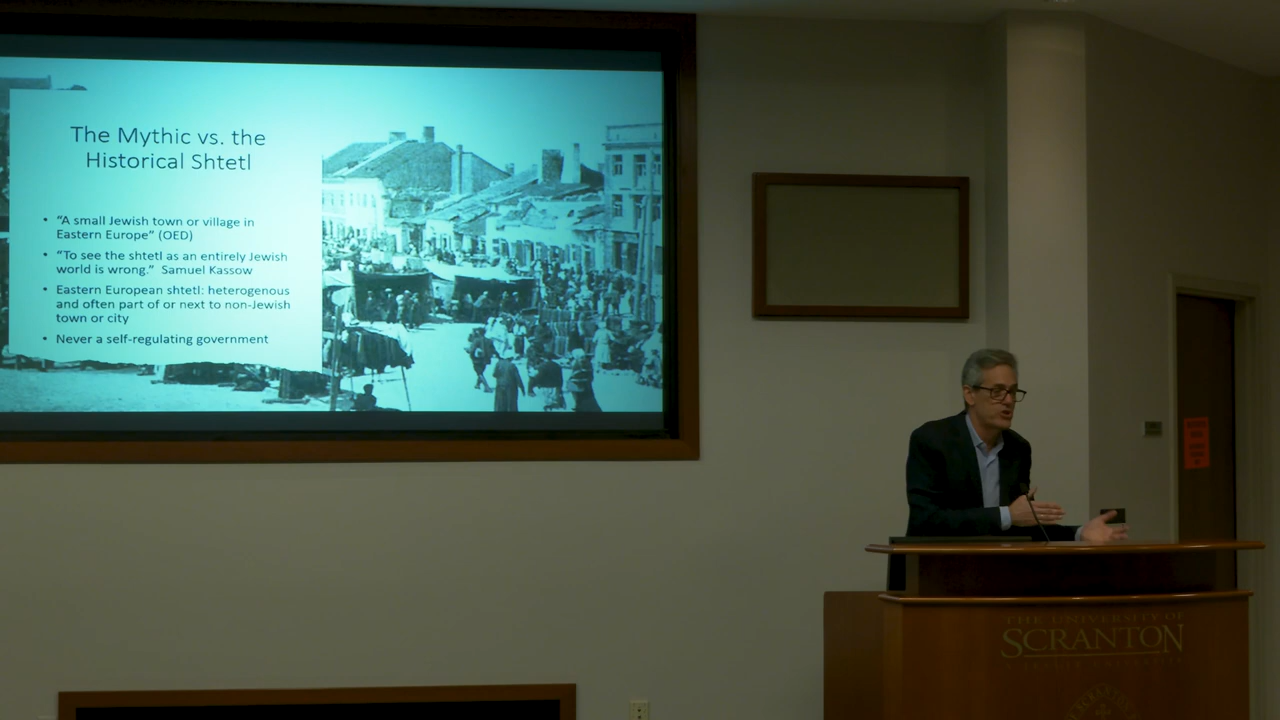 The Mythic vs. the
Historical Shtetl
• “A small Jewish town or village in
Eastern Europe” (OED)
• “To see the shtetl as an entirely Jewish
world is wrong.” Samuel Kassow
• Eastern European shtetl: heterogenous
and often part of or next to non-Jewish
town or city
• Never a self-regulating government
THE UNIVERSITY OF
SCRANTON